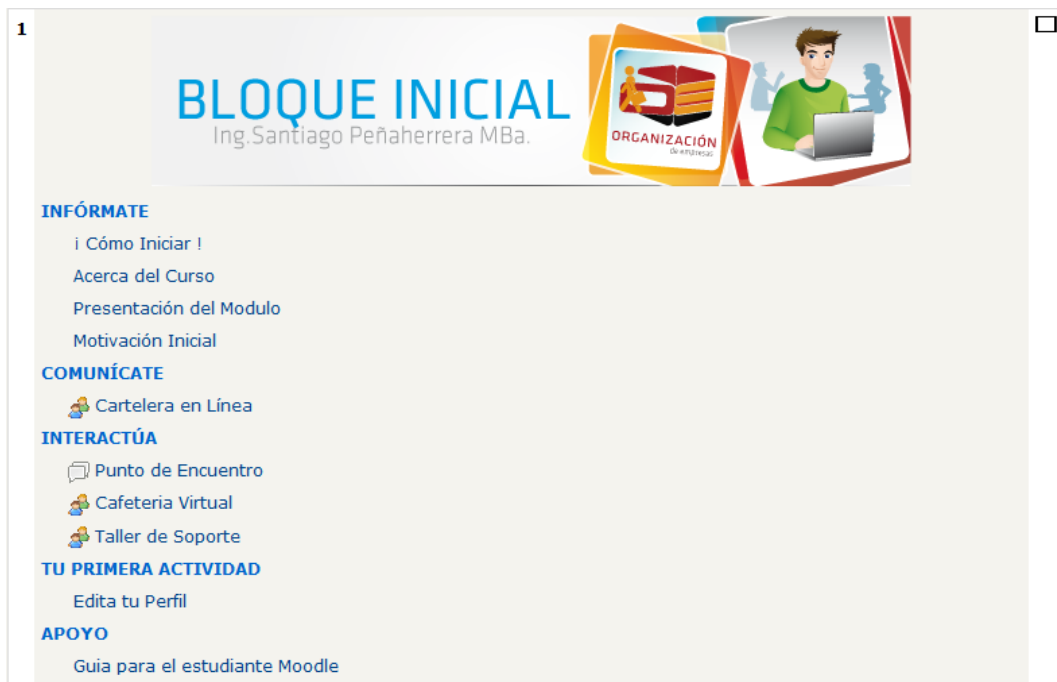 1
BLOQUE INICIAL
Ing.Santiago Peñaherrera MBa.
ORGANIZACIÓN
de empresas
INFÓRMATE
¡ Cómo Iniciar !
Acerca del Curso
Presentación del Modulo
Motivación Inicial
COMUNÍCATE
Cartelera en Línea
INTERACTÚA
Punto de Encuentro
Cafeteria Virtual
Taller de Soporte
TU PRIMERA ACTIVIDAD
Edita tu Perfil
APOYO
Guia para el estudiante Moodle